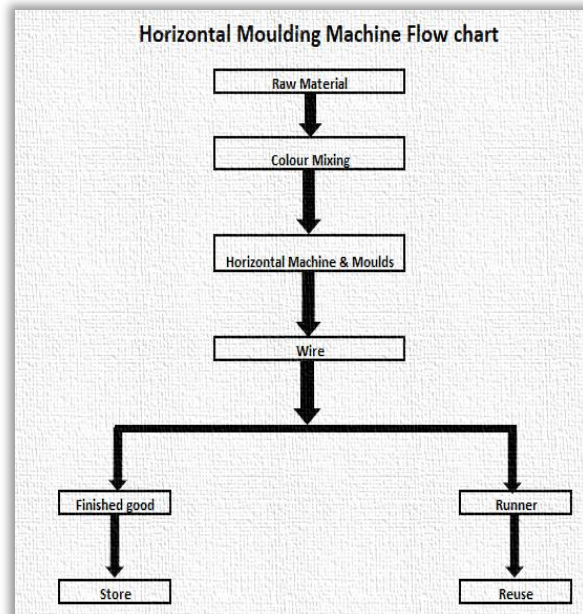 Horizontal Moulding Machine Flow chart
Raw Material
Colour Mixing
Horizontal Machine & Moulds
Wire
Finished good
Runner
Store
Reuse